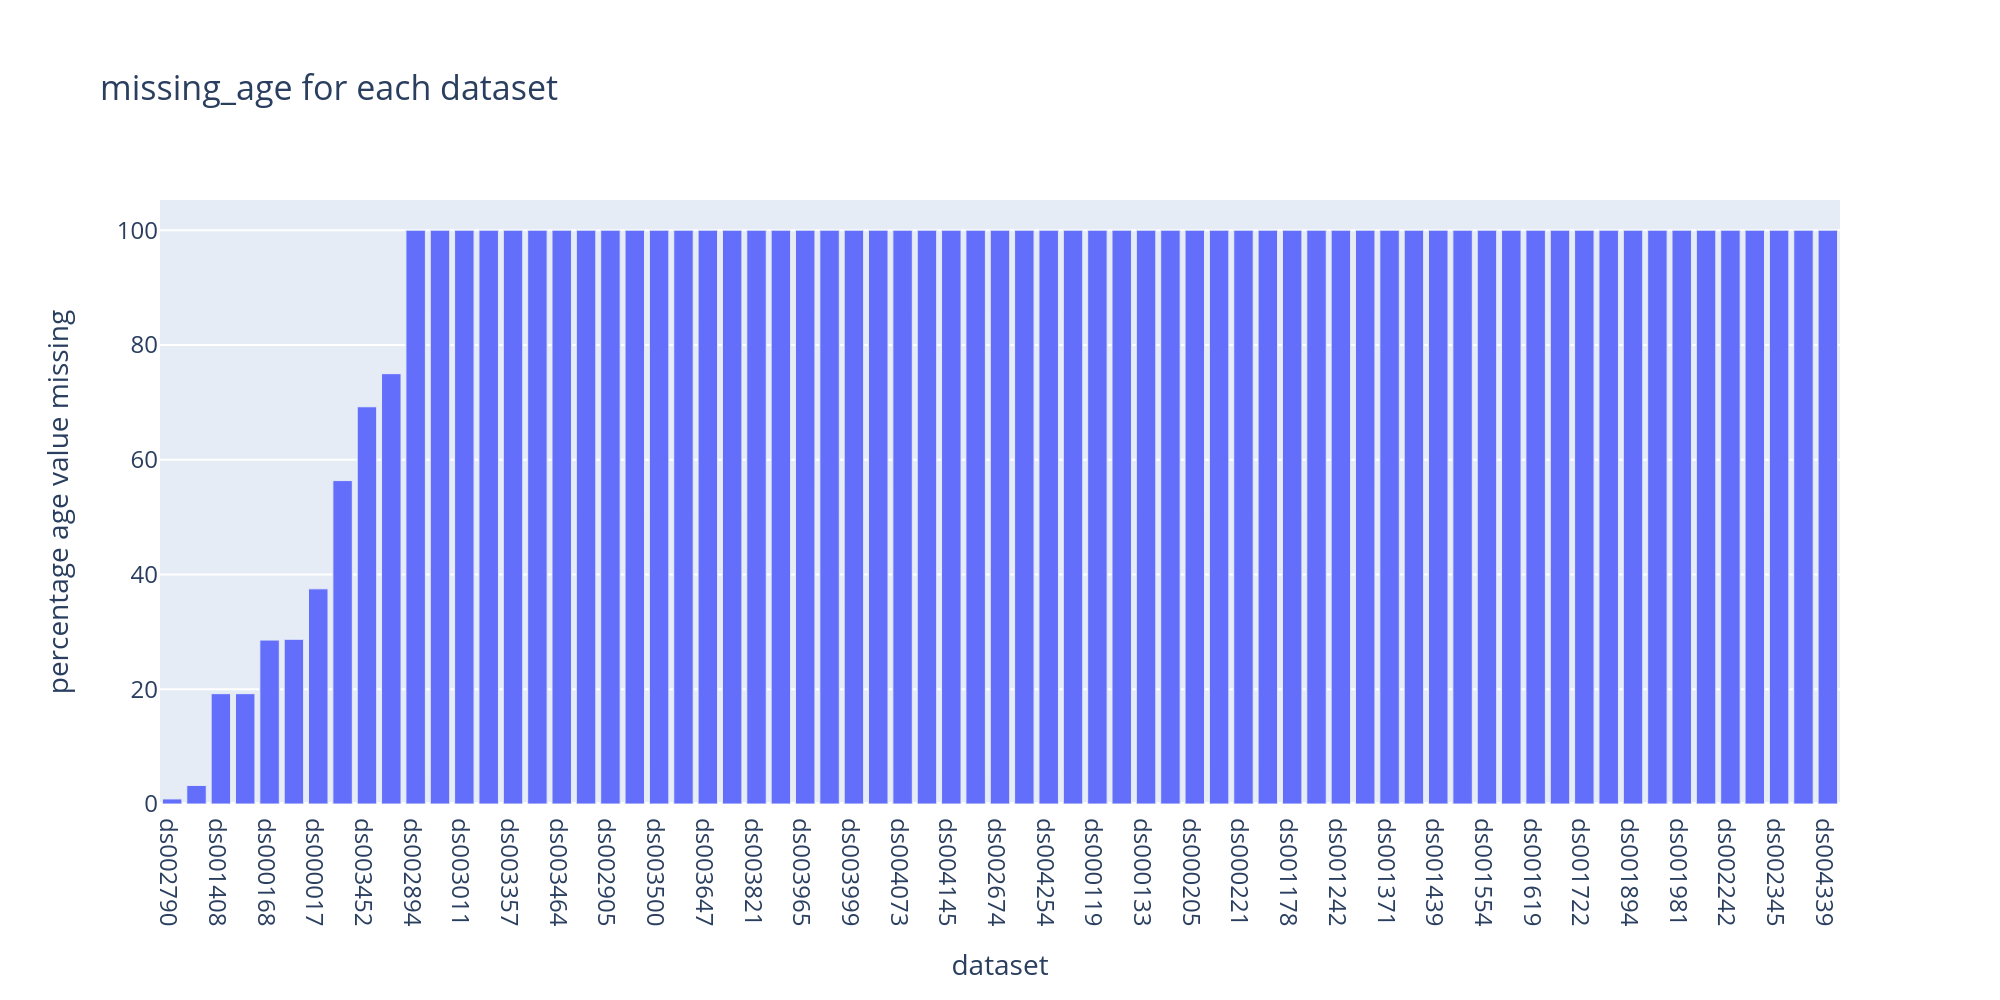 missing_age for each dataset
percentage age value missing
100
80
60
40
20
0
ds002790
ds001408
ds000168
ds000017
ds003452
ds002894
ds003011
ds003357
ds003464
ds002905
ds003500
ds003647
ds003821
ds003965
ds003999
ds004073
ds004145
ds002674
ds004254
ds000119
ds000133
ds000205
ds000221
ds001178
ds001242
ds001371
ds001439
ds001554
ds001619
ds001722
ds001894
ds001981
ds002242
ds002345
ds004339
dataset